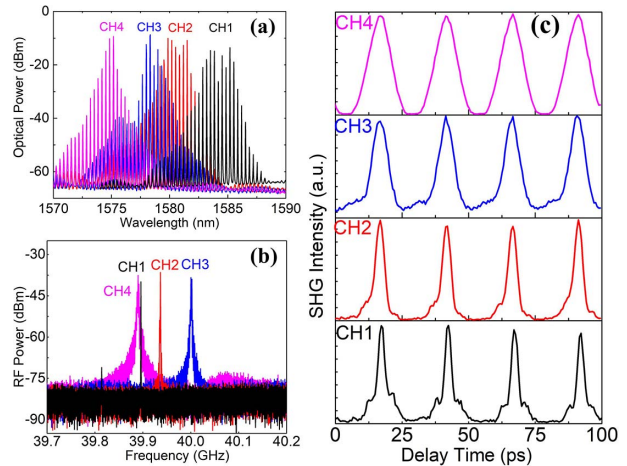 (a)
CH4
CH3
CH2
CH1
0
-20
-40
-60
Optical Power (dBm)
1570
1575
1580
1585
1590
Wavelength (nm)
(b)
CH4
CH1
CH2
CH3
-30
-45
-60
-75
-90
RF Power (dBm)
39.7
39.8
39.9
40.0
40.1
40.2
Frequency (GHz)
(c)
CH4
CH3
CH2
CH1
SHG Intensity (a.u.)
0
25
50
75
100
Delay Time (ps)